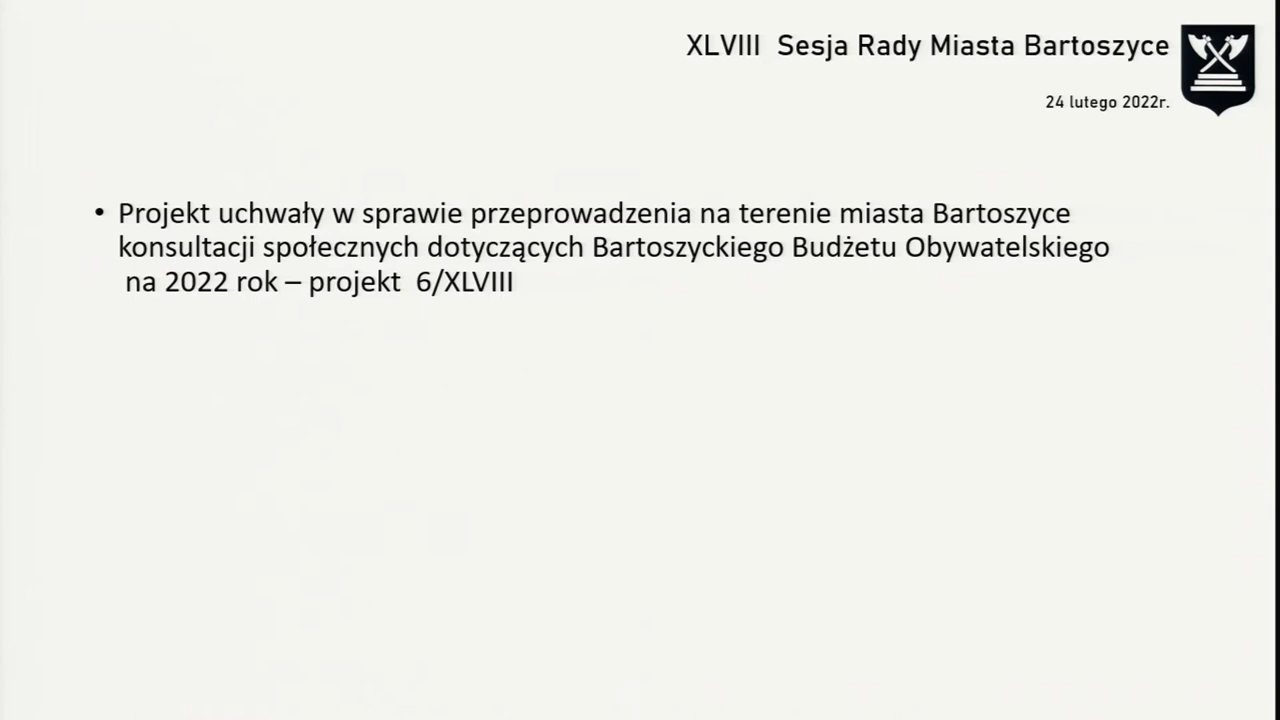 XLVIII Sesja Rady Miasta Bartoszyce
24 lutego 2022r.
• Projekt uchwały w sprawie przeprowadzenia na terenie miasta Bartoszyce
konsultacji społecznych dotyczących Bartoszyckiego Budżetu Obywatelskiego
na 2022 rok – projekt 6/XLVIII